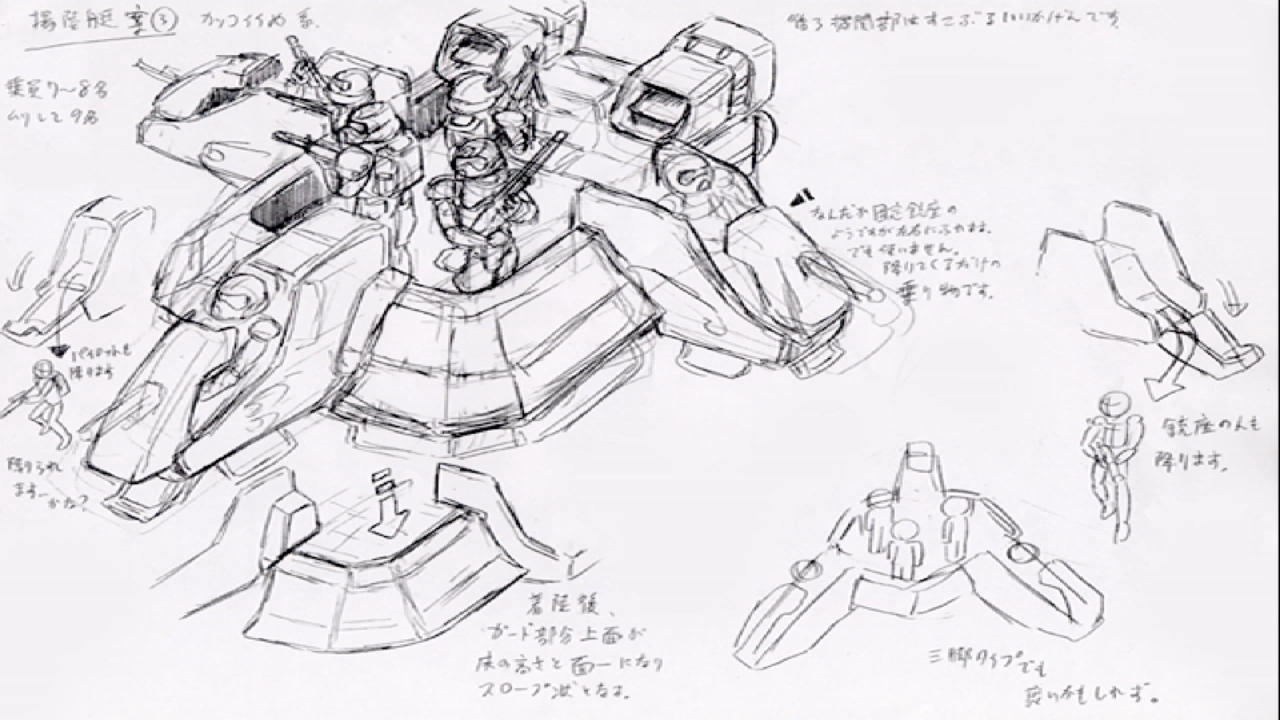 揚陸艇 案③ カッコイイめ系.
乗員7〜8名
ムリして9名
機関部はすこぶるいいかげんです
なんだか固定銃座の
ようですが左右にふれます。
でも使いません。
降りてくるだけの
乗り物です。
パイロットも
降ります
降りられ
ますーかな?
銃座の人も
降ります。
着陸後、
ガード部分上面が
床の高さと面一になり
スロープ状となる。
三脚タイプでも
良いかもしれず。